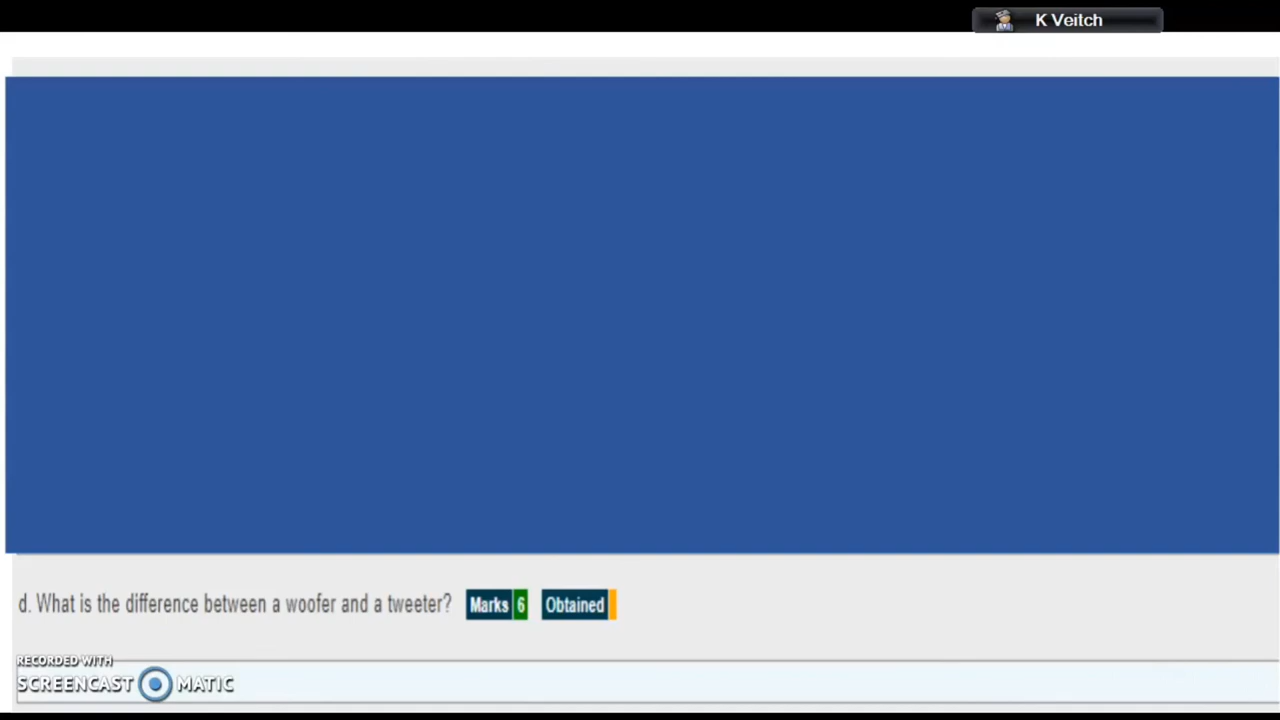 K Veitch
d. What is the difference between a woofer and a tweeter? Marks 6 Obtained
RECORDED WITH
SCREENCAST MATIC